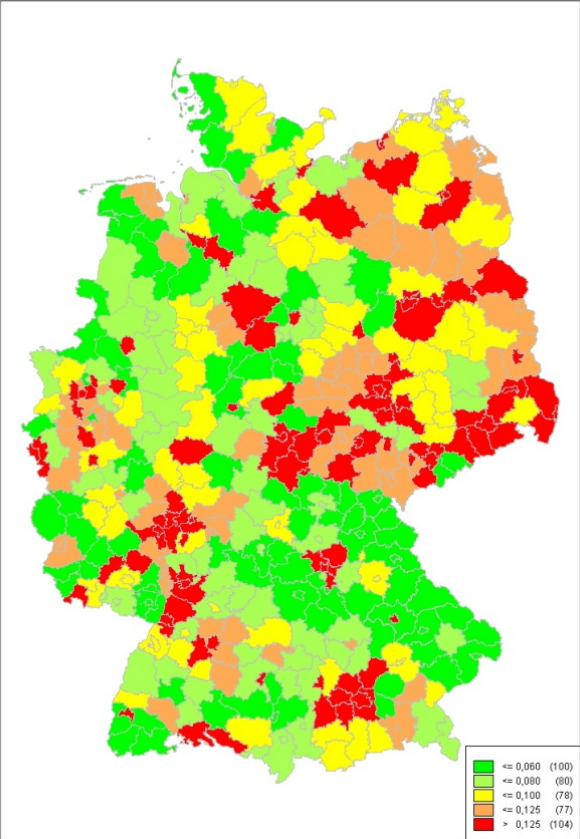 <= 0,060 (100)
<= 0,080 (80)
<= 0,100 (78)
<= 0,125 (77)
> 0,125 (104)